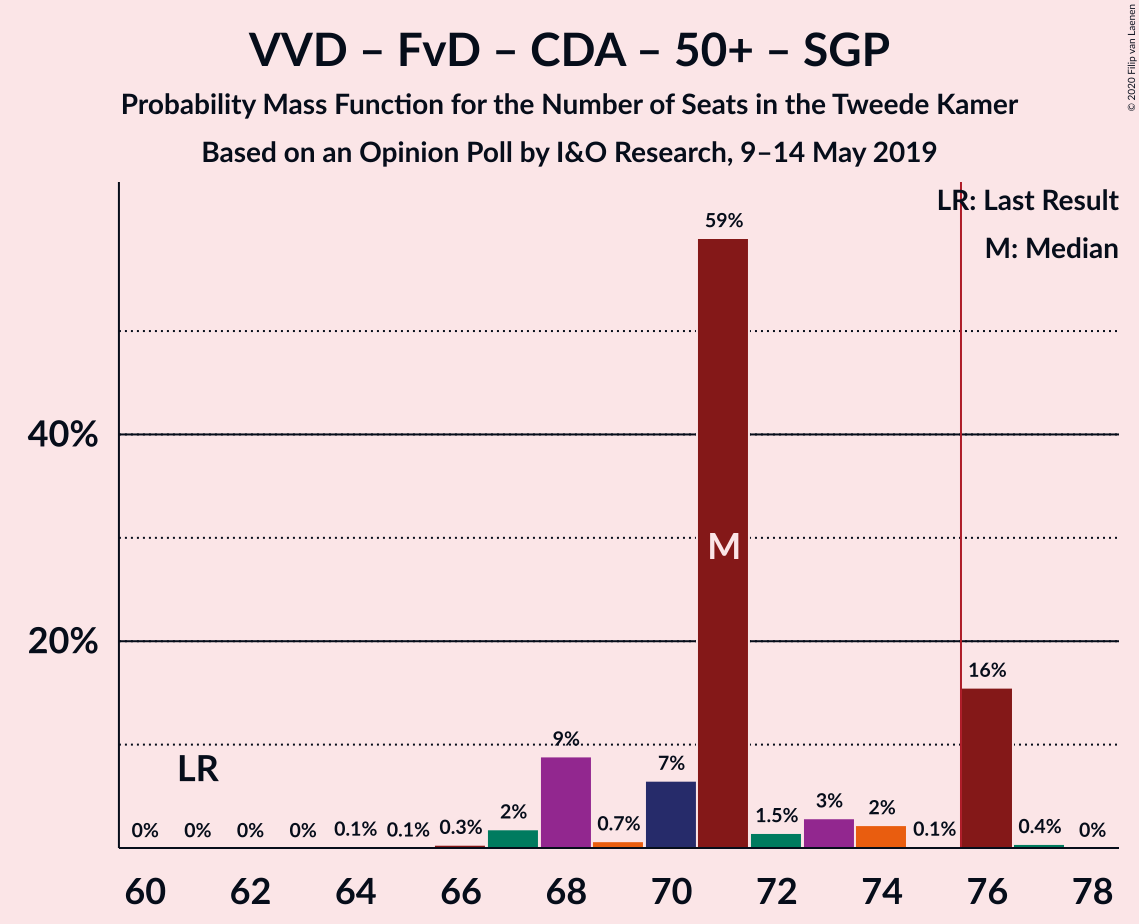 VVD – FvD – CDA – 50+ – SGP
Probability Mass Function for the Number of Seats in the Tweede Kamer
Based on an Opinion Poll by I&O Research, 9–14 May 2019
© 2020 Filip van Laenen
LR: Last Result
M: Median
59%
40%
M
20%
16%
LR
9%
7%
0% 0% 0% 0% 0.1% 0.1% 0.3% 2% 0.7% 1.5% 3% 2% 0.1% 0.4% 0%
60 62 64 66 68 70 72 74 76 78